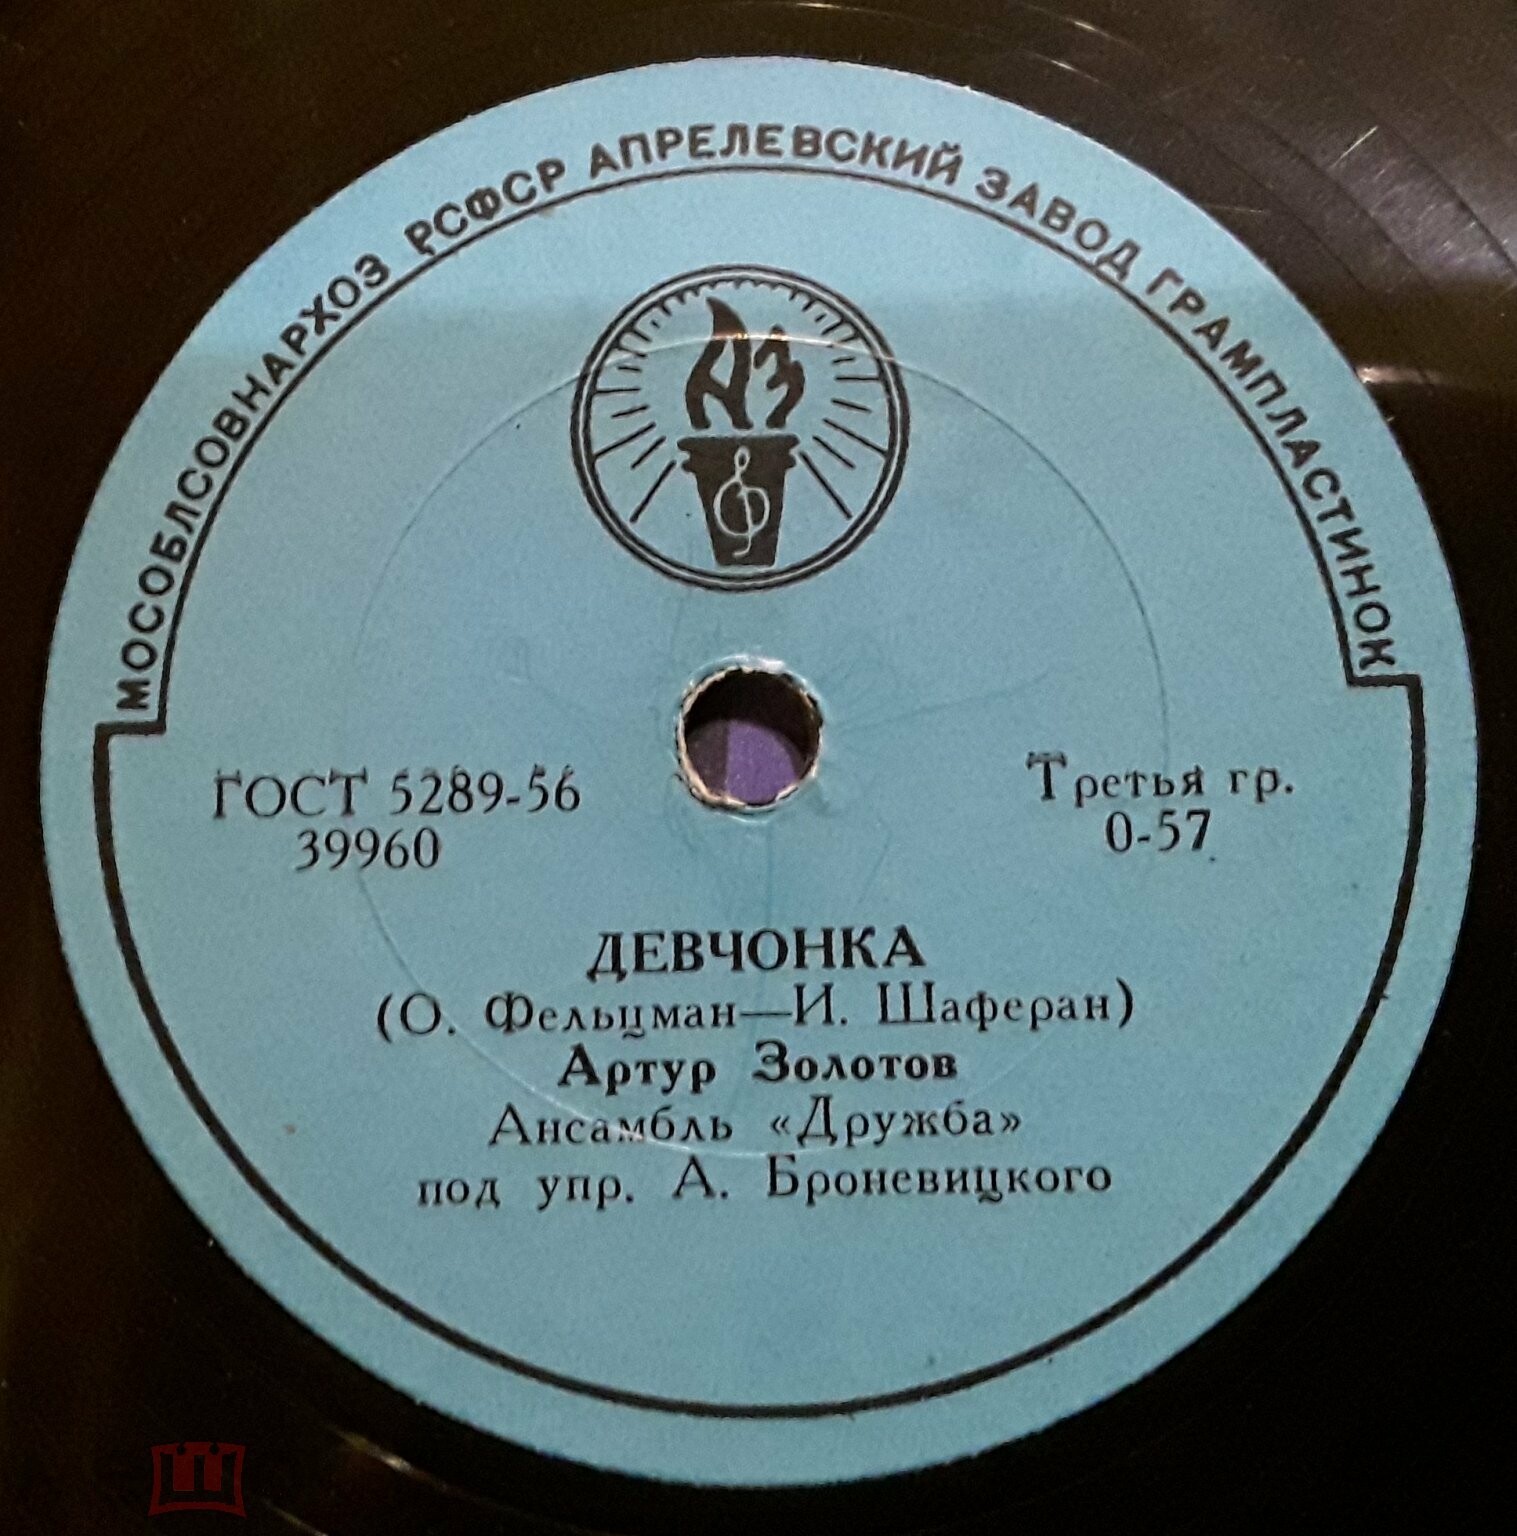 МОСОБЛСОВНАРХОЗ РСФСР АПРЕЛЕВСКИЙ ЗАВОД ГРАМПЛАСТИНОК
АЗ
ГОСТ 5289-56
39960
Третья гр.
0-57
ДЕВЧОНКА
(О. Фельцман—И. Шаферан)
Артур Золотов
Ансамбль «Дружба»
под упр. А. Броневицкого